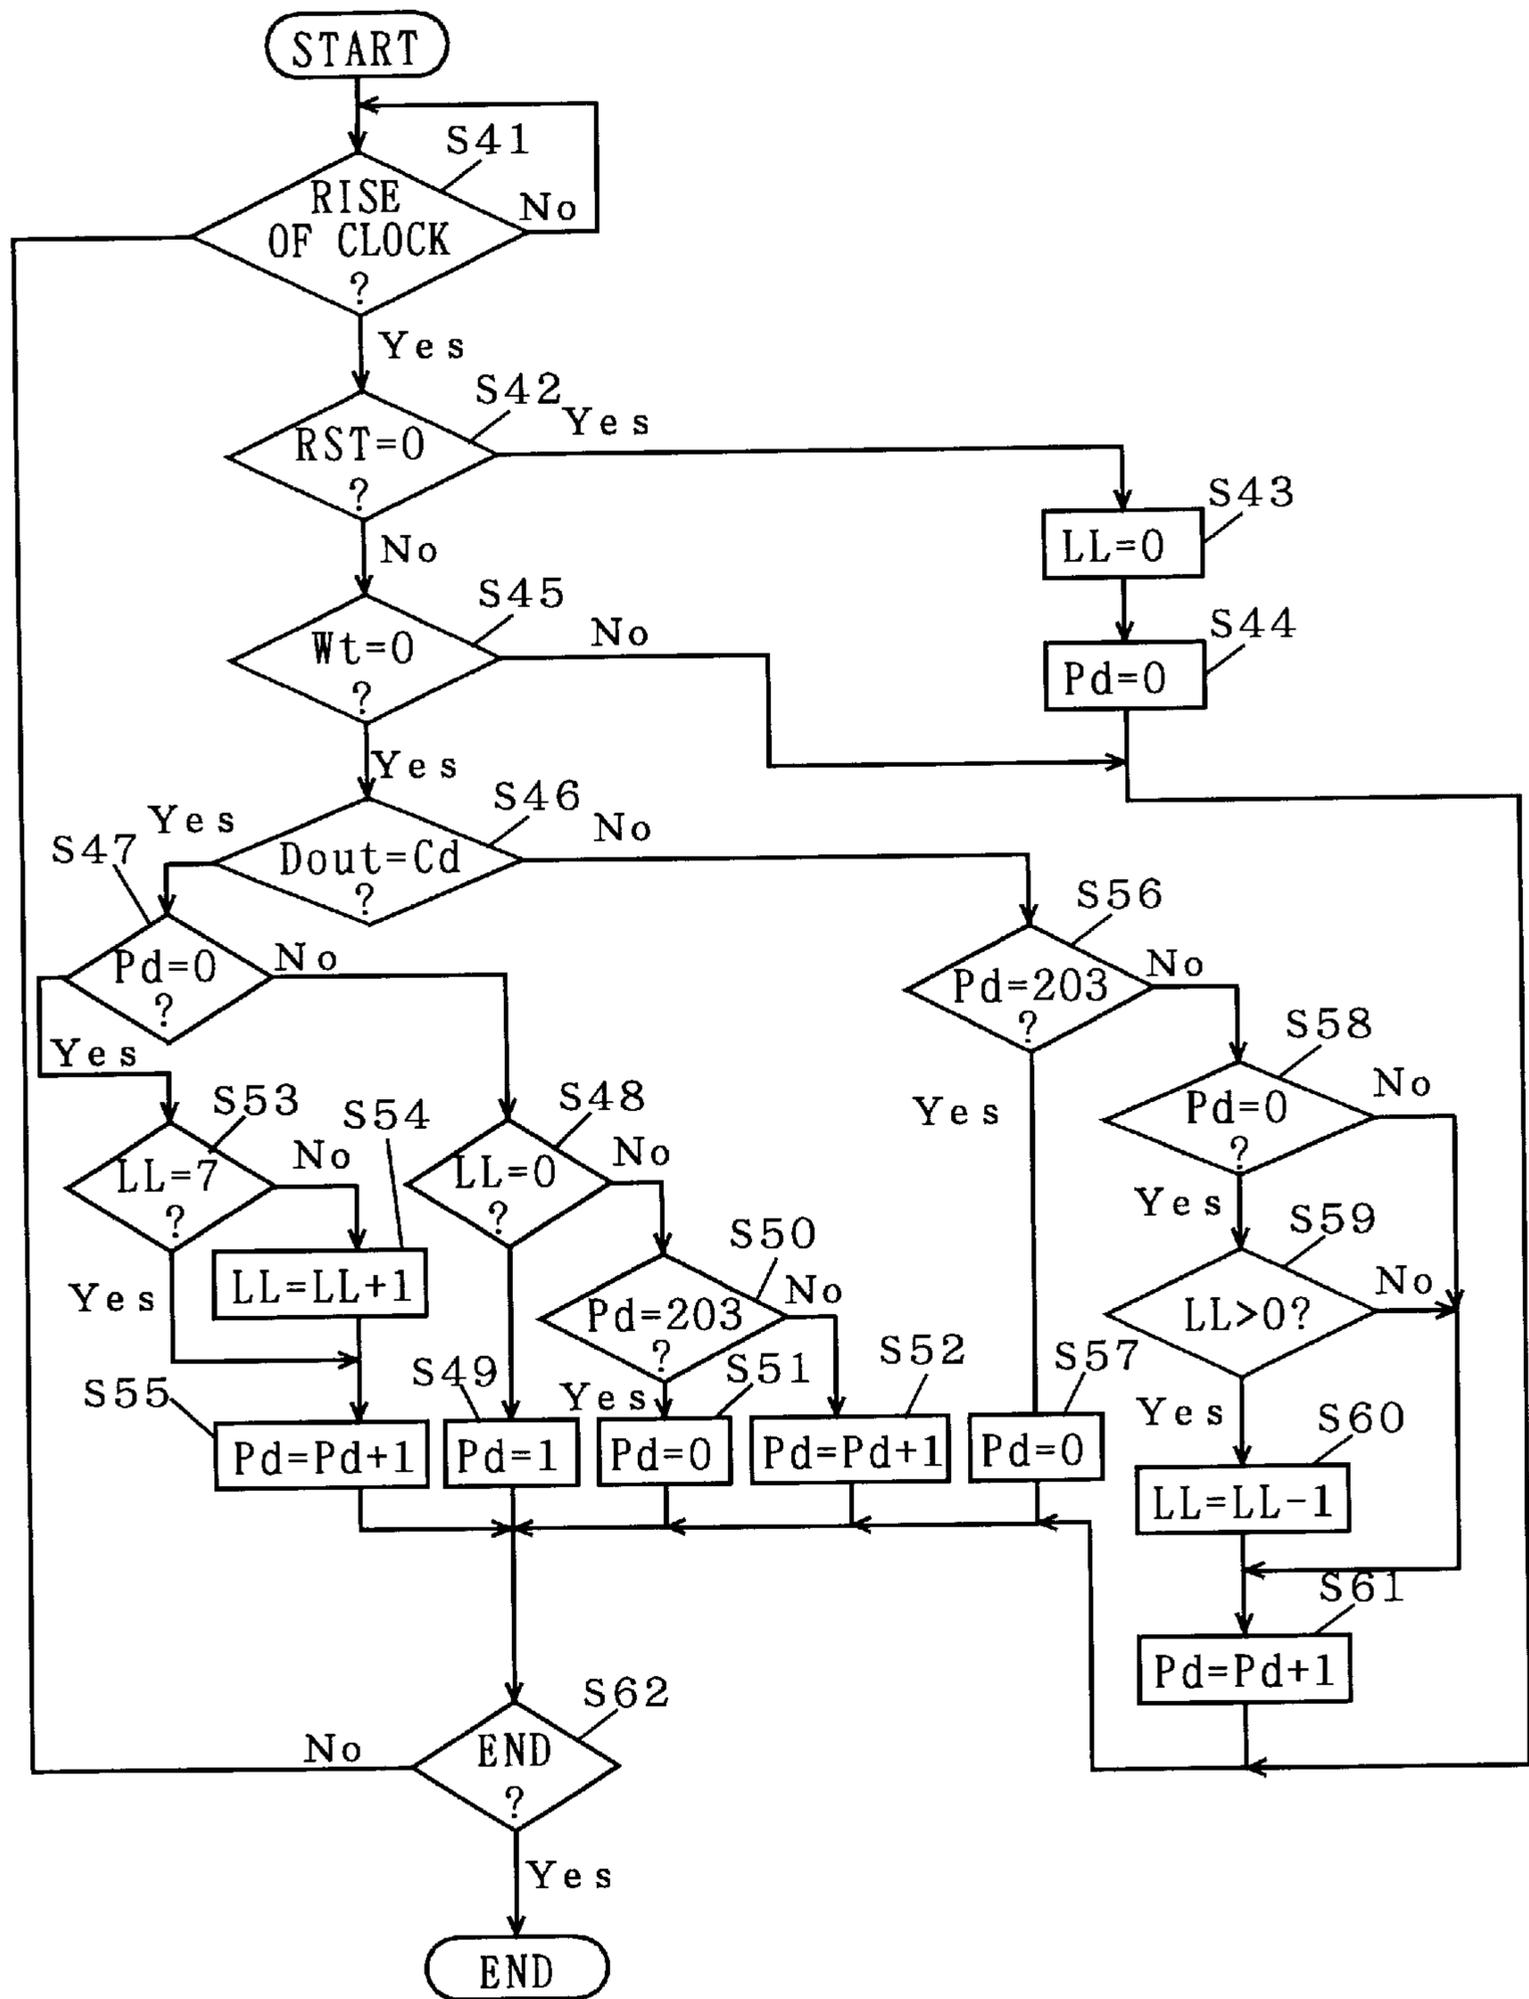 START
S41
RISE
OF CLOCK
?
No
Yes
S42
RST=0
?
Yes
No
S43
LL=0
S44
Pd=0
S45
Wt=0
?
No
Yes
S46
Dout=Cd
?
Yes
No
S47
Pd=0
?
No
Yes
S56
Pd=203
?
No
Yes
S58
Pd=0
?
No
Yes
S53
LL=7
?
No
Yes
S54
LL=LL+1
S48
LL=0
?
No
S50
Pd=203
?
No
Yes
S59
LL>0?
No
Yes
S55
Pd=Pd+1
S49
Pd=1
S51
Pd=0
S52
Pd=Pd+1
S57
Pd=0
S60
LL=LL-1
S61
Pd=Pd+1
S62
END
?
No
Yes
END